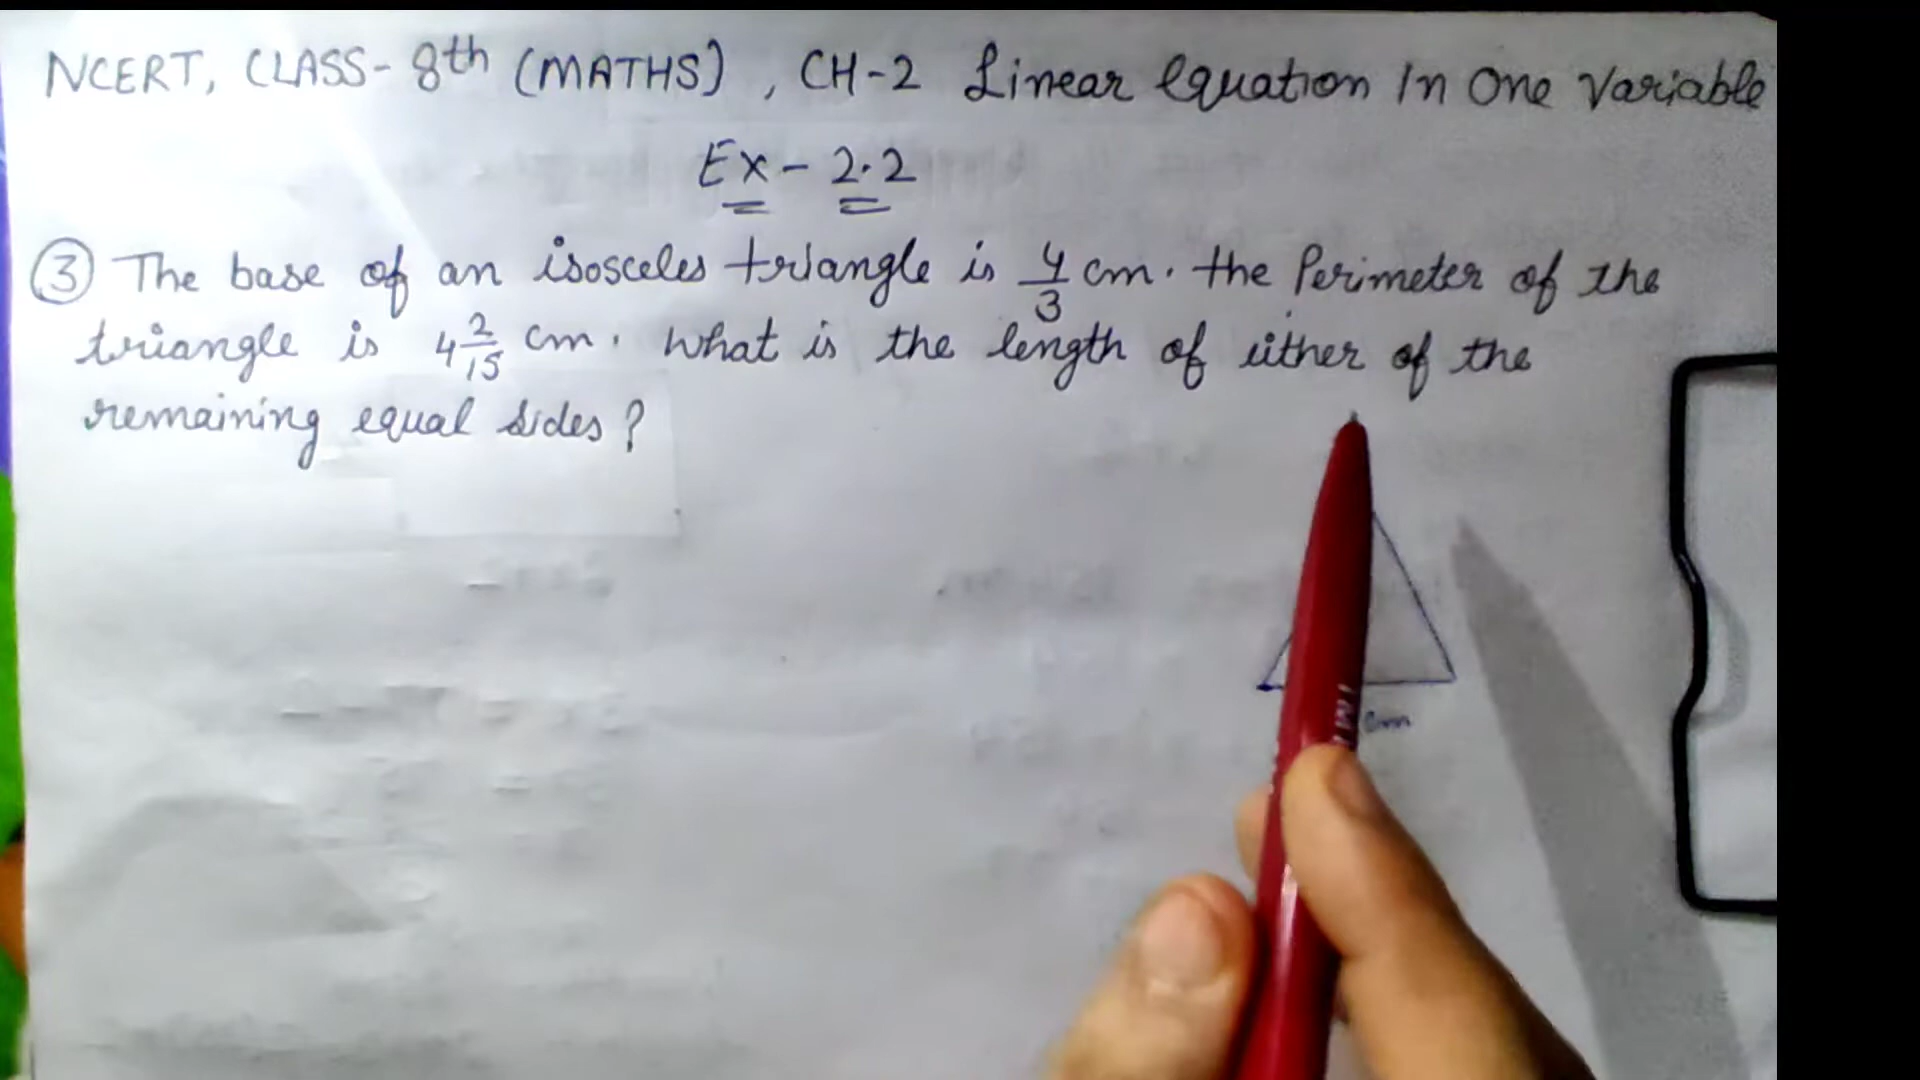 NCERT, CLASS- 8th (MATHS), CH-2 Linear Equation In One Variable
Ex - 2.2
③ The base of an isosceles triangle is 4/3 cm. the Perimeter of the
triangle is 4 2/15 cm. What is the length of either of the
remaining equal sides?
cm